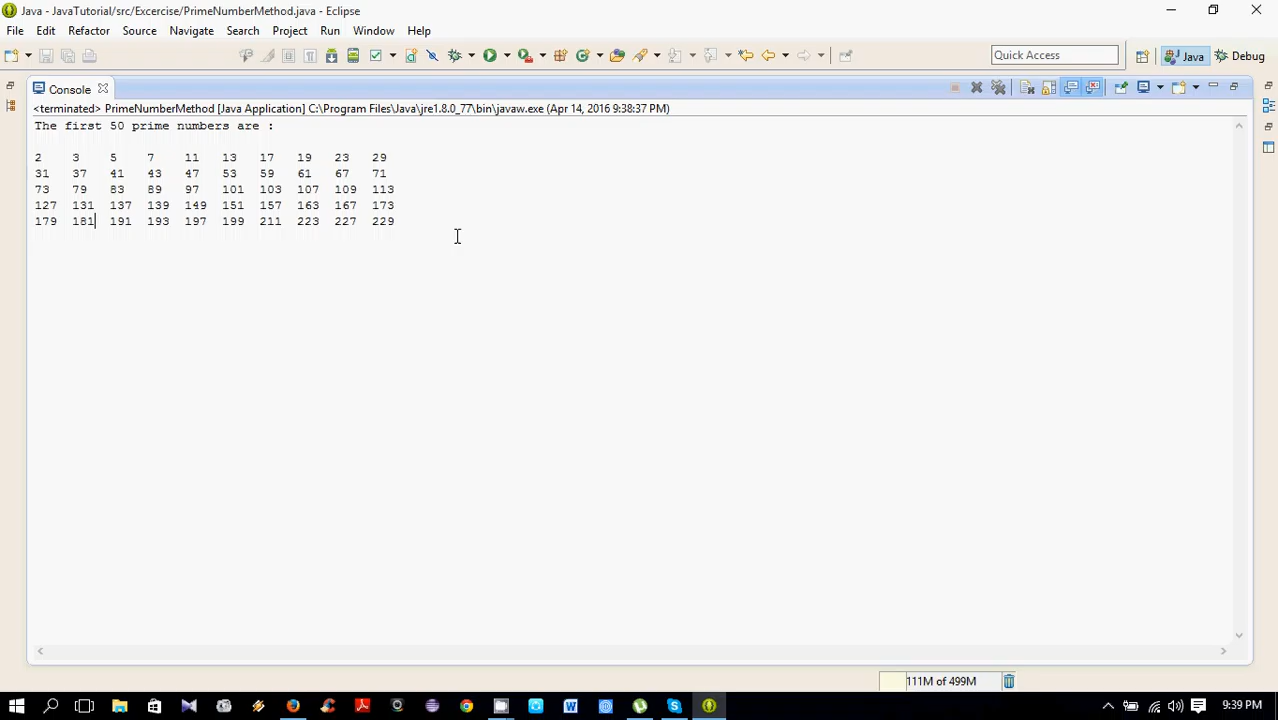 Java - JavaTutorial/src/Excercise/PrimeNumberMethod.java - Eclipse
File Edit Refactor Source Navigate Search Project Run Window Help
Quick Access Java Debug
Console
<terminated> PrimeNumberMethod [Java Application] C:\Program Files\Java\jre1.8.0_77\bin\javaw.exe (Apr 14, 2016 9:38:37 PM)
The first 50 prime numbers are :
2 3 5 7 11 13 17 19 23 29
31 37 41 43 47 53 59 61 67 71
73 79 83 89 97 101 103 107 109 113
127 131 137 139 149 151 157 163 167 173
179 181 191 193 197 199 211 223 227 229
111M of 499M
9:39 PM